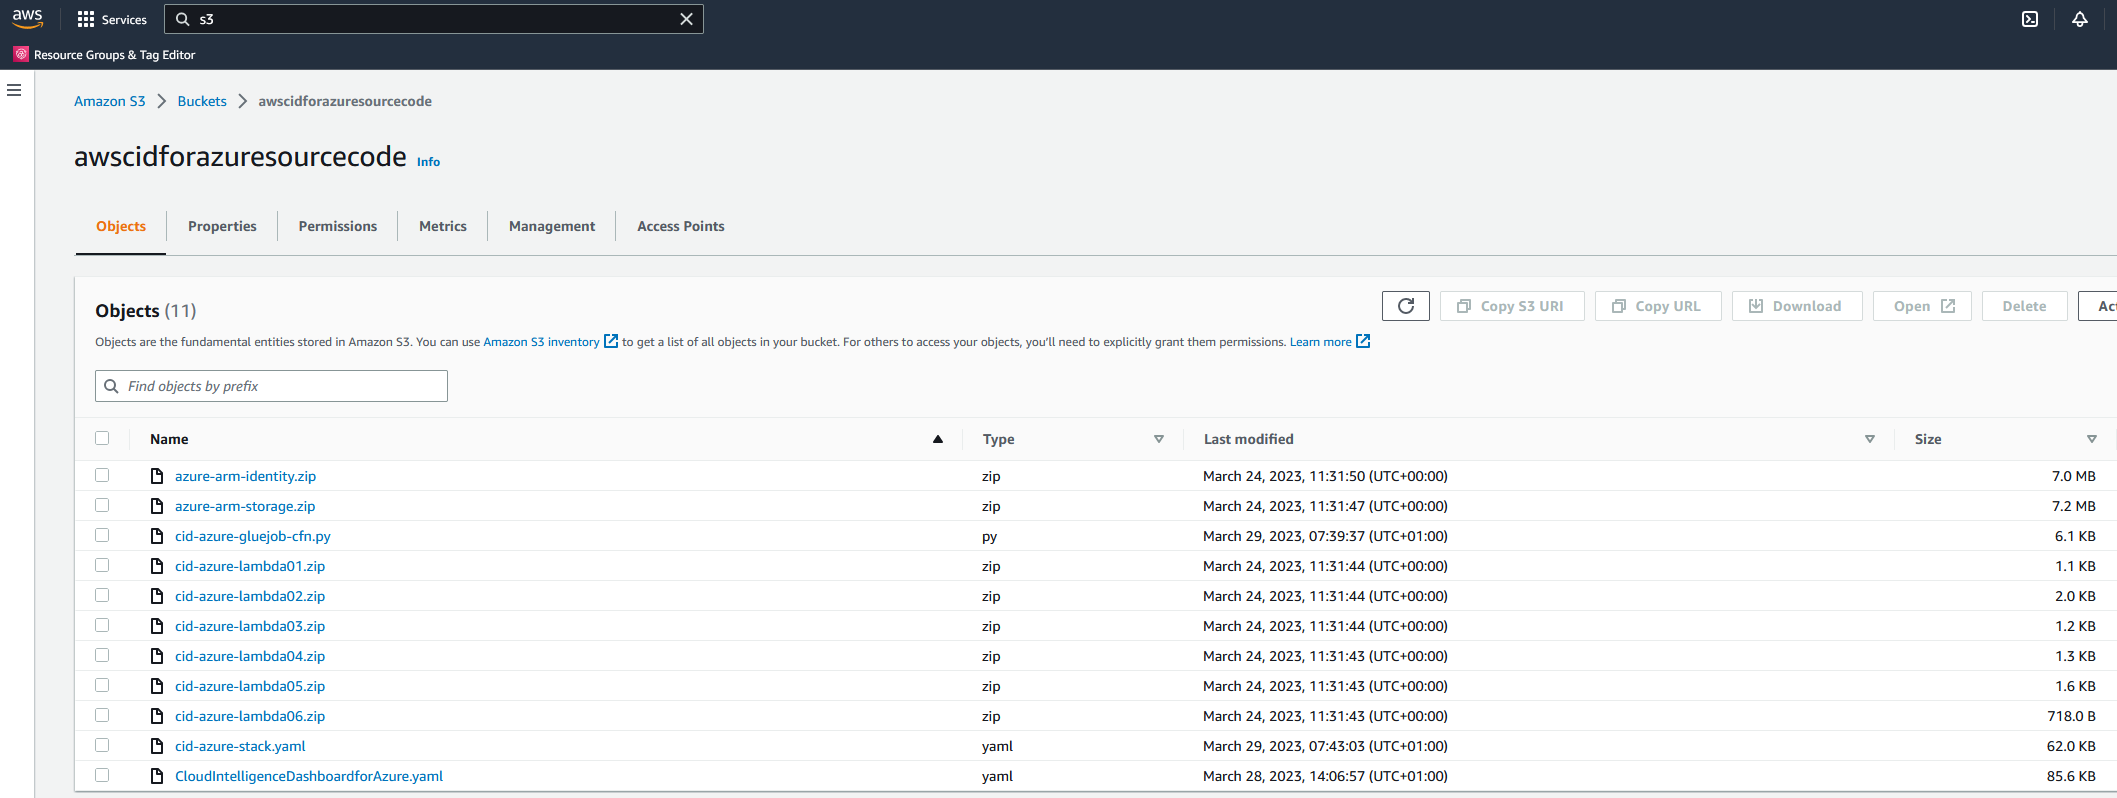 aws Services s3
Resource Groups & Tag Editor
Amazon S3 Buckets awscidforazuresourcecode
awscidforazuresourcecode Info
Objects Properties Permissions Metrics Management Access Points
Objects (11) Copy S3 URI Copy URL Download Open Delete Act
Objects are the fundamental entities stored in Amazon S3. You can use Amazon S3 inventory to get a list of all objects in your bucket. For others to access your objects, you'll need to explicitly grant them permissions. Learn more
Find objects by prefix
Name Type Last modified Size
azure-arm-identity.zip zip March 24, 2023, 11:31:50 (UTC+00:00) 7.0 MB
azure-arm-storage.zip zip March 24, 2023, 11:31:47 (UTC+00:00) 7.2 MB
cid-azure-gluejob-cfn.py py March 29, 2023, 07:39:37 (UTC+01:00) 6.1 KB
cid-azure-lambda01.zip zip March 24, 2023, 11:31:44 (UTC+00:00) 1.1 KB
cid-azure-lambda02.zip zip March 24, 2023, 11:31:44 (UTC+00:00) 2.0 KB
cid-azure-lambda03.zip zip March 24, 2023, 11:31:44 (UTC+00:00) 1.2 KB
cid-azure-lambda04.zip zip March 24, 2023, 11:31:43 (UTC+00:00) 1.3 KB
cid-azure-lambda05.zip zip March 24, 2023, 11:31:43 (UTC+00:00) 1.6 KB
cid-azure-lambda06.zip zip March 24, 2023, 11:31:43 (UTC+00:00) 718.0 B
cid-azure-stack.yaml yaml March 29, 2023, 07:43:03 (UTC+01:00) 62.0 KB
CloudIntelligenceDashboardforAzure.yaml yaml March 28, 2023, 14:06:57 (UTC+01:00) 85.6 KB